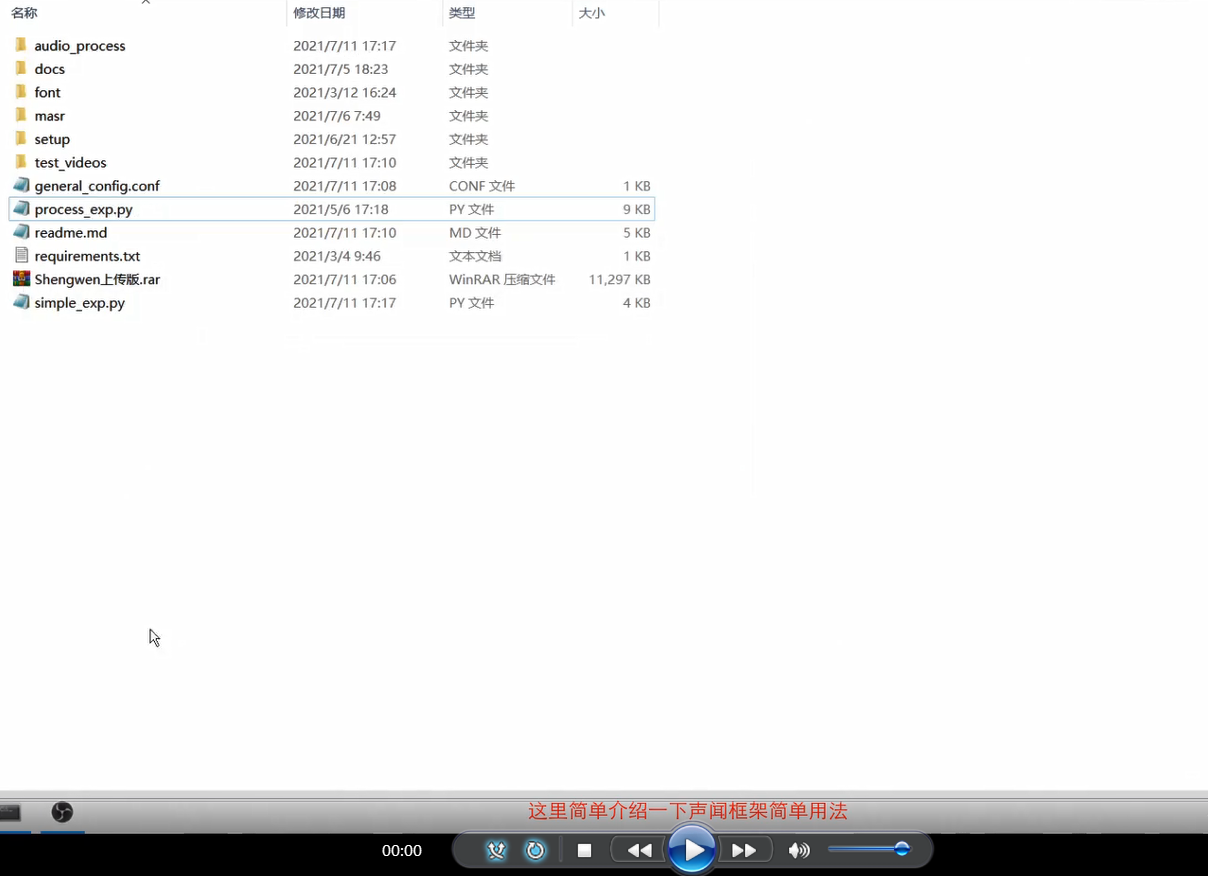 名称 修改日期 类型 大小
audio_process 2021/7/11 17:17 文件夹
docs 2021/7/5 18:23 文件夹
font 2021/3/12 16:24 文件夹
masr 2021/7/6 7:49 文件夹
setup 2021/6/21 12:57 文件夹
test_videos 2021/7/11 17:10 文件夹
general_config.conf 2021/7/11 17:08 CONF 文件 1 KB
process_exp.py 2021/5/6 17:18 PY 文件 9 KB
readme.md 2021/7/11 17:10 MD 文件 5 KB
requirements.txt 2021/3/4 9:46 文本文档 1 KB
Shengwen上传版.rar 2021/7/11 17:06 WinRAR 压缩文件 11,297 KB
simple_exp.py 2021/7/11 17:17 PY 文件 4 KB
这里简单介绍一下声闻框架简单用法
00:00